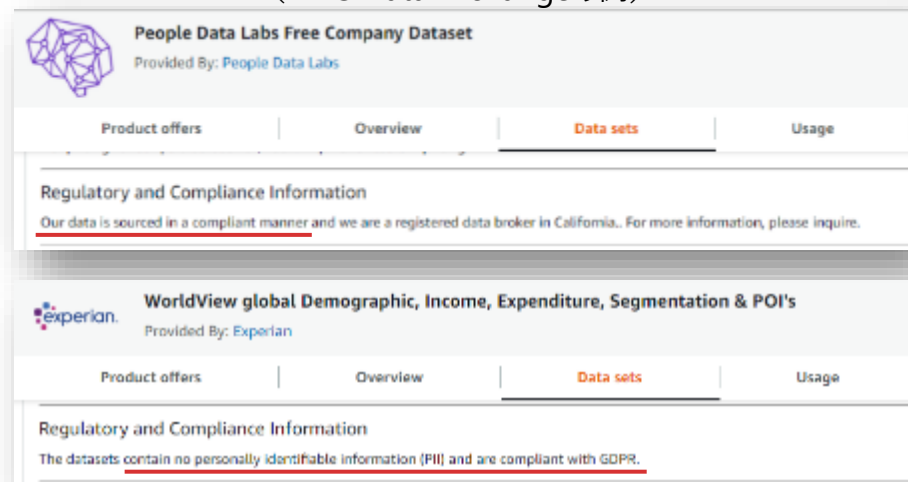 People Data Labs Free Company Dataset
Provided By: People Data Labs
Product offers
Overview
Data sets
Usage
Regulatory and Compliance Information
Our data is sourced in a compliant manner and we are a registered data broker in California.. For more information, please inquire.
experian.
WorldView global Demographic, Income, Expenditure, Segmentation & POI's
Provided By: Experian
Product offers
Overview
Data sets
Usage
Regulatory and Compliance Information
The datasets contain no personally identifiable information (PII) and are compliant with GDPR.